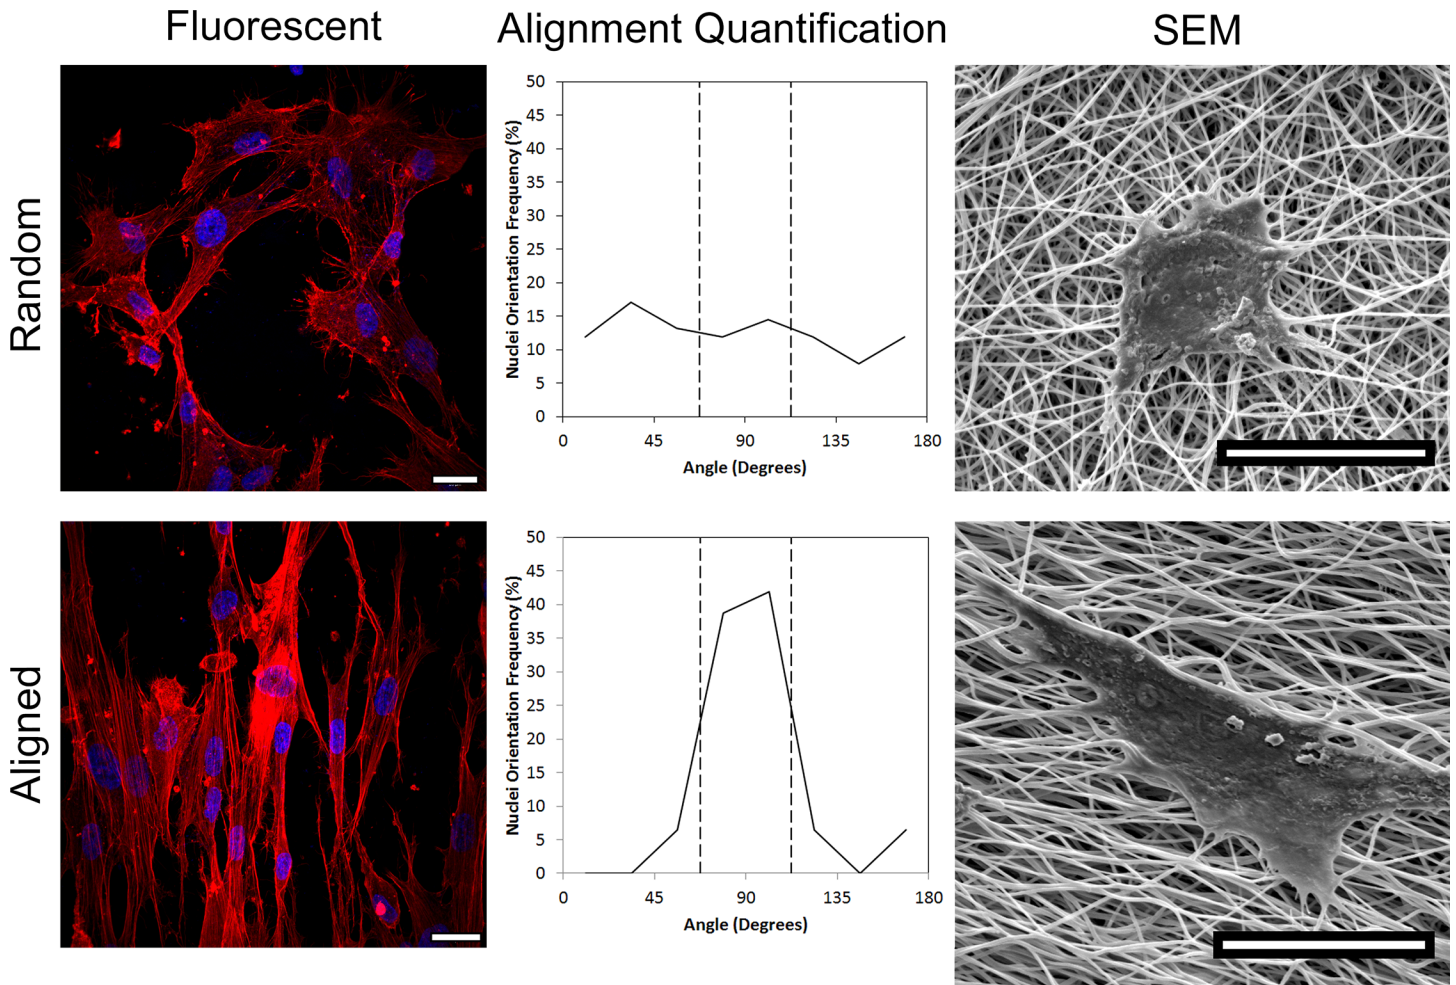 Fluorescent
Alignment Quantification
SEM
Random
Nuclei Orientation Frequency (%)
50
45
40
35
30
25
20
15
10
5
0
0 45 90 135 180
Angle (Degrees)
Aligned
Nuclei Orientation Frequency (%)
50
45
40
35
30
25
20
15
10
5
0
0 45 90 135 180
Angle (Degrees)